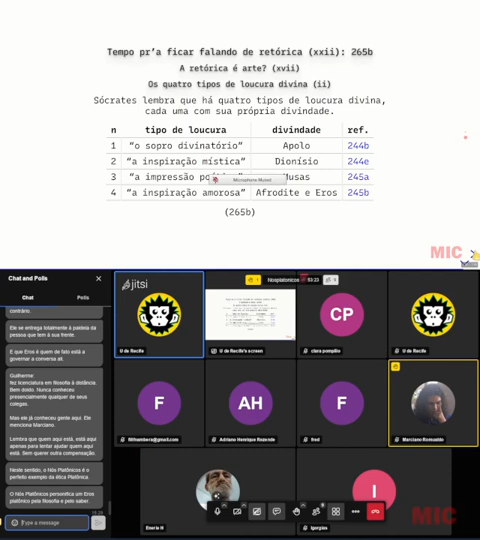 Tempo pr'a ficar falando de retórica (xxii): 265b
A retórica é arte? (xvii)
Os quatro tipos de loucura divina (ii)
Sócrates lembra que há quatro tipos de loucura divina,
cada uma com sua própria divindade.
n tipo de loucura divindade ref.
1 "o sopro divinatório" Apolo 244b
2 "a inspiração mística" Dionísio 244e
3 "a impressão Musas 245a
Microphone Muted
4 "a inspiração amorosa" Afrodite e Eros 245b
(265b)
MIC
Chat and Polls
Chat Polls
contrário.
Ele se entrega totalmente à paideia da
pessoa que tem à sua frente.
E que Eros é quem de fato está a
governar a conversa alí.
Guilherme:
fez licenciatura em filosofia à distância.
Bem doido. Nunca conheceu
presencialmente qualquer de seus
colegas.
Mas ele já conheceu gente aqui. Ele
menciona Marciano.
Lembra que quem aqui está, está aqui
apenas para tentar ajudar quem aqui
está. Sem querer outra compensação.
Neste sentido, o Nós Platônicos é o
perfeito exemplo da ética Platônica.
O Nós Platônicos personifica um Eros
platônico pela filosofia e pelo saber
Type a message
jitsi
U do Recife
U do Recife's screen
CP
clara pompilio
U do Recife
F
AH
Adriano Henrique Rezende
F
fred
Marciano Romualdo
I
Igorgius
MIC